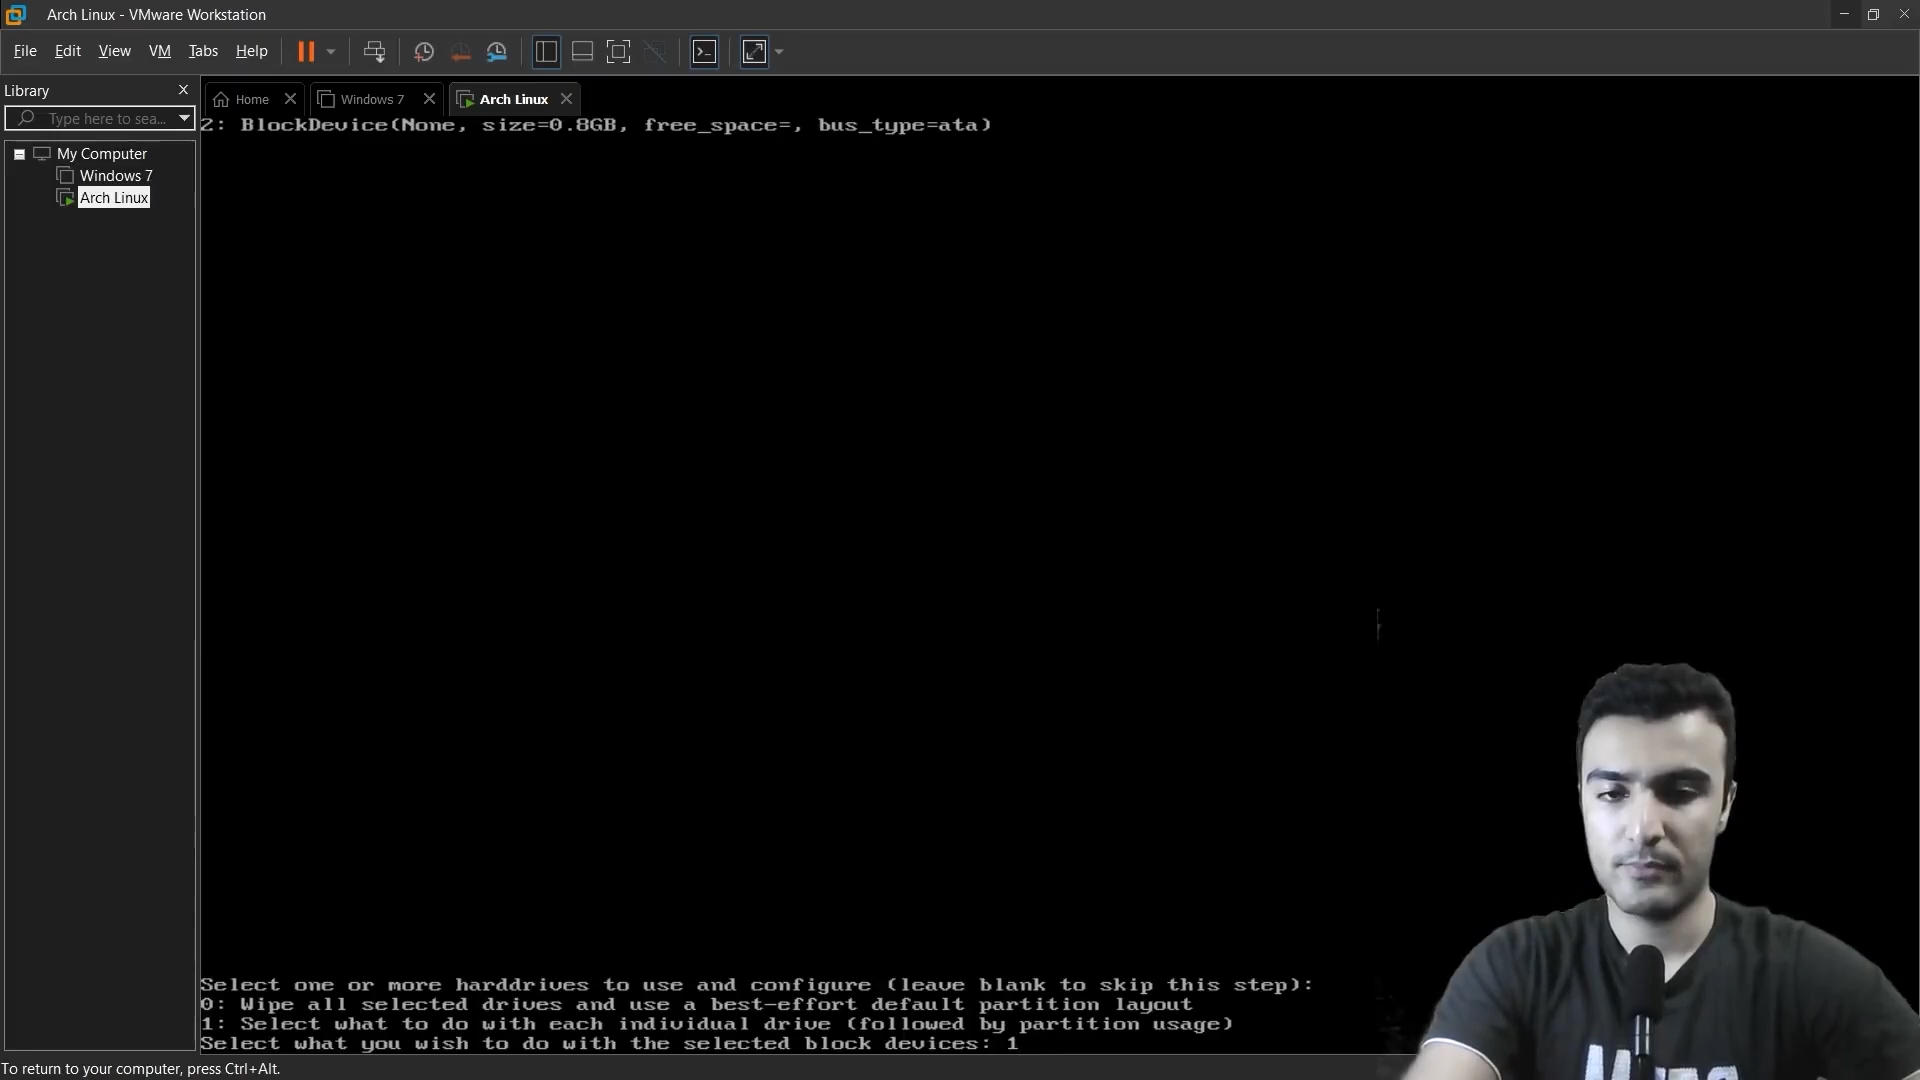 Arch Linux - VMware Workstation
File Edit View VM Tabs Help
Library
Type here to sea...
Home
Windows 7
Arch Linux
My Computer
Windows 7
Arch Linux
2: BlockDevice(None, size=0.8GB, free_space=, bus_type=ata)
Select one or more harddrives to use and configure (leave blank to skip this step):
0: Wipe all selected drives and use a best-effort default partition layout
1: Select what to do with each individual drive (followed by partition usage)
Select what you wish to do with the selected block devices: 1
To return to your computer, press Ctrl+Alt.